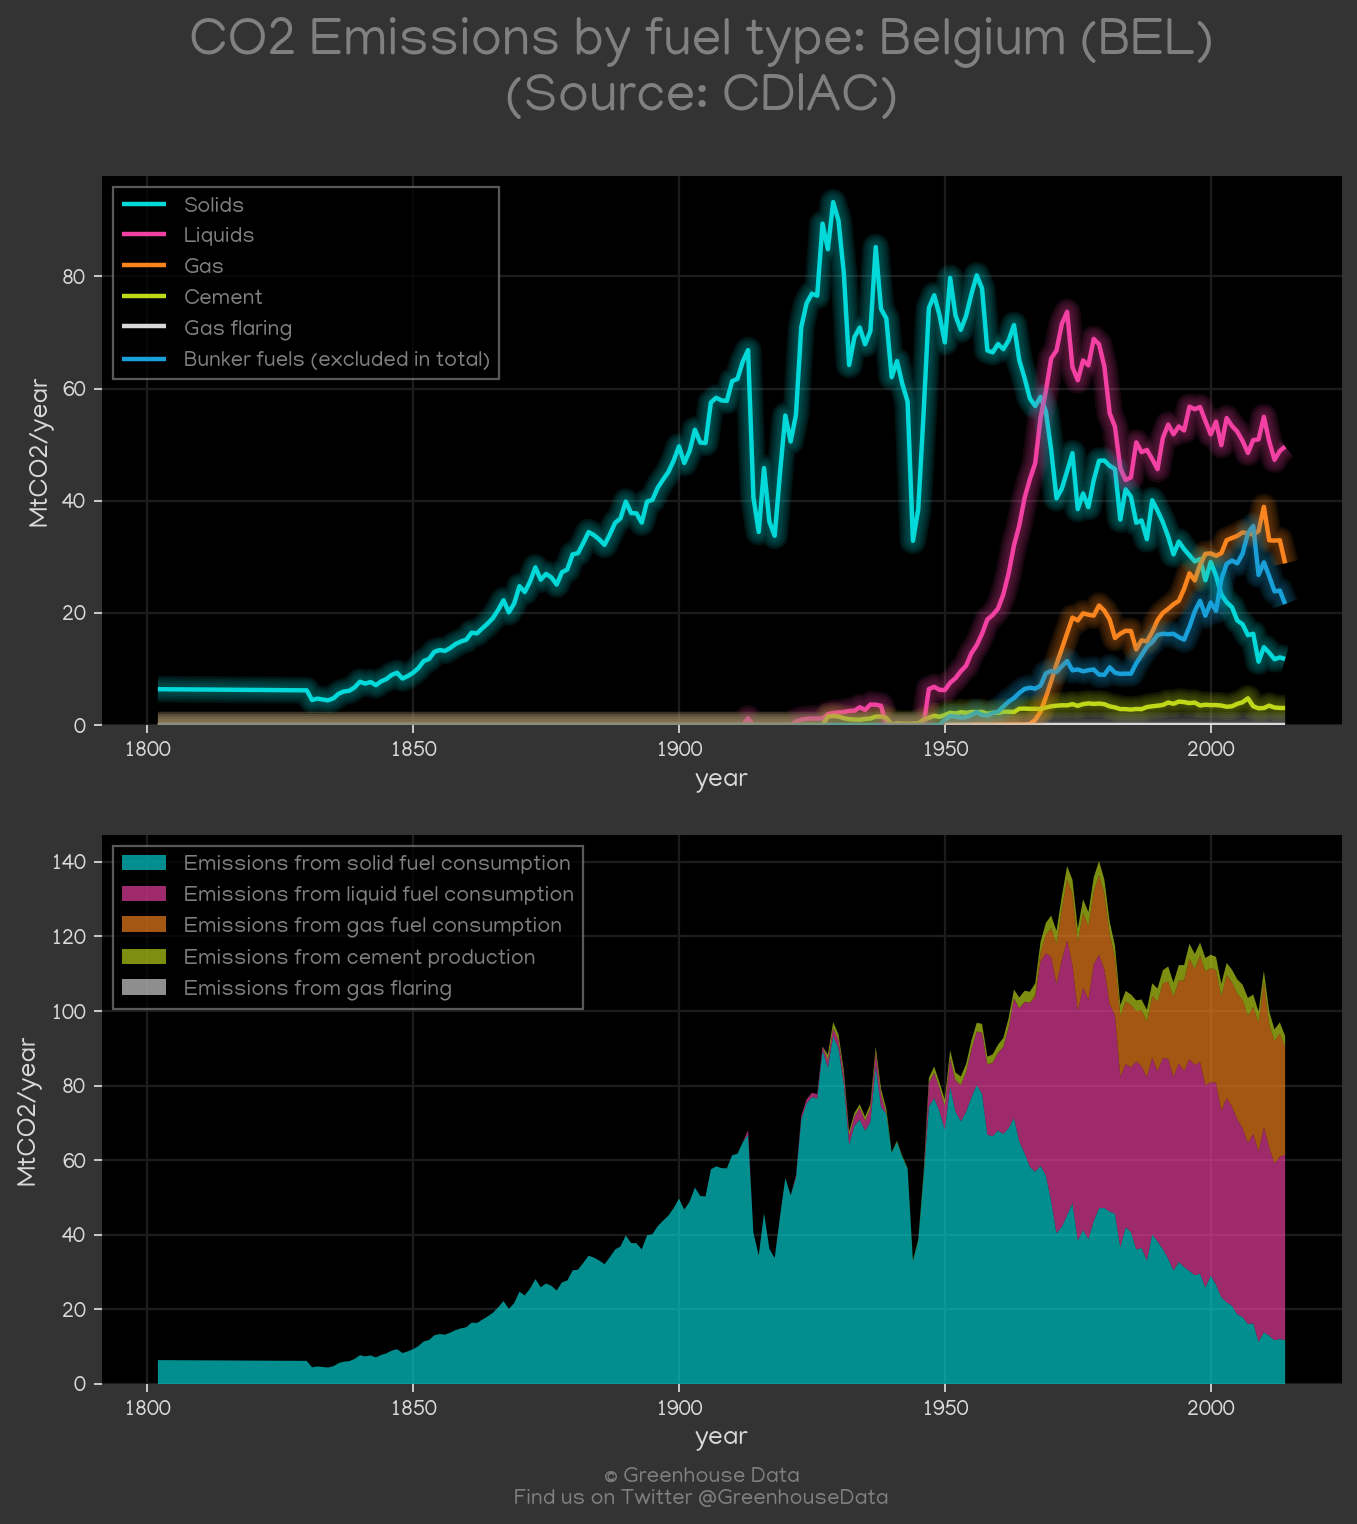 CO2 Emissions by fuel type: Belgium (BEL)
(Source: CDIAC)
Solids
Liquids
Gas
Cement
Gas flaring
Bunker fuels (excluded in total)
MtCO2/year
80
60
40
20
0
1800 1850 1900 1950 2000
year
Emissions from solid fuel consumption
Emissions from liquid fuel consumption
Emissions from gas fuel consumption
Emissions from cement production
Emissions from gas flaring
MtCO2/year
140
120
100
80
60
40
20
0
1800 1850 1900 1950 2000
year
© Greenhouse Data
Find us on Twitter @GreenhouseData